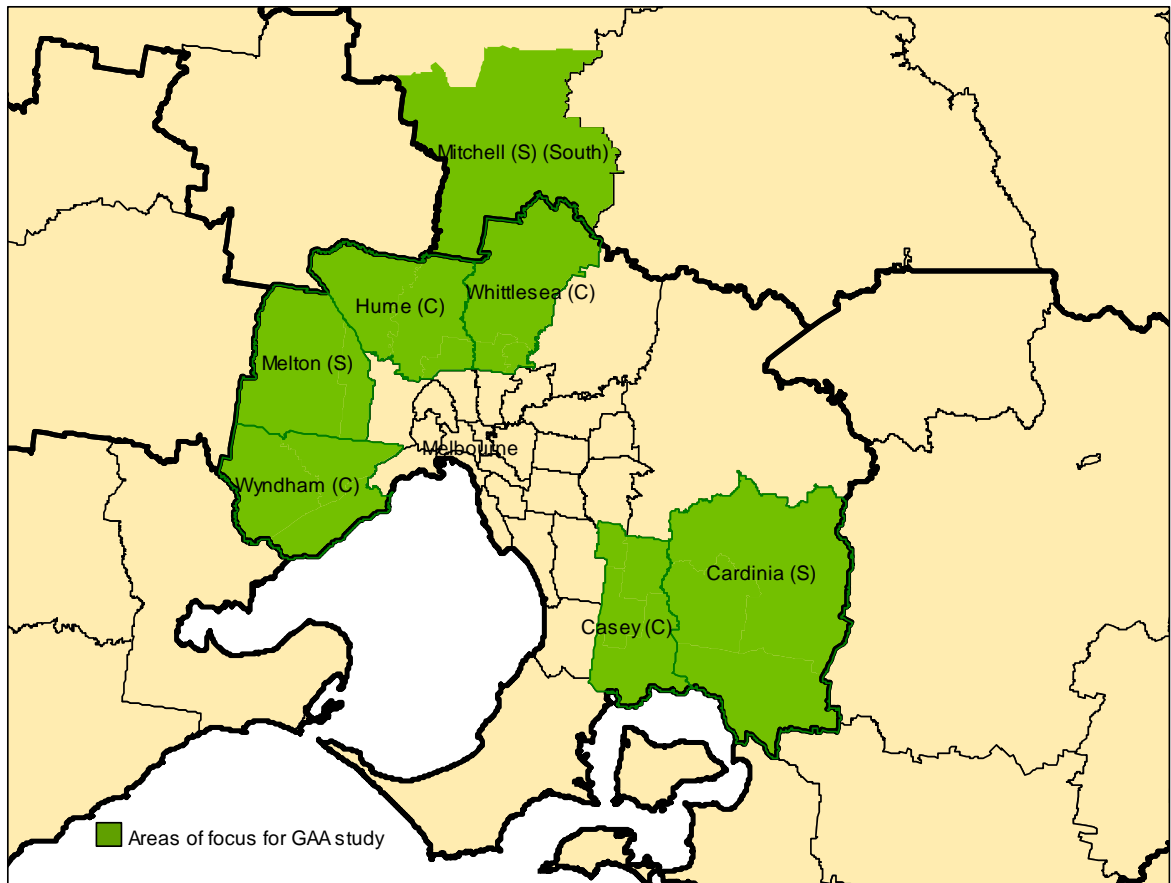 Mitchell (S) (South)
Whittlesea (C)
Hume (C)
Melton (S)
Melbourne
Wyndham (C)
Cardinia (S)
Casey (C)
Areas of focus for GAA study